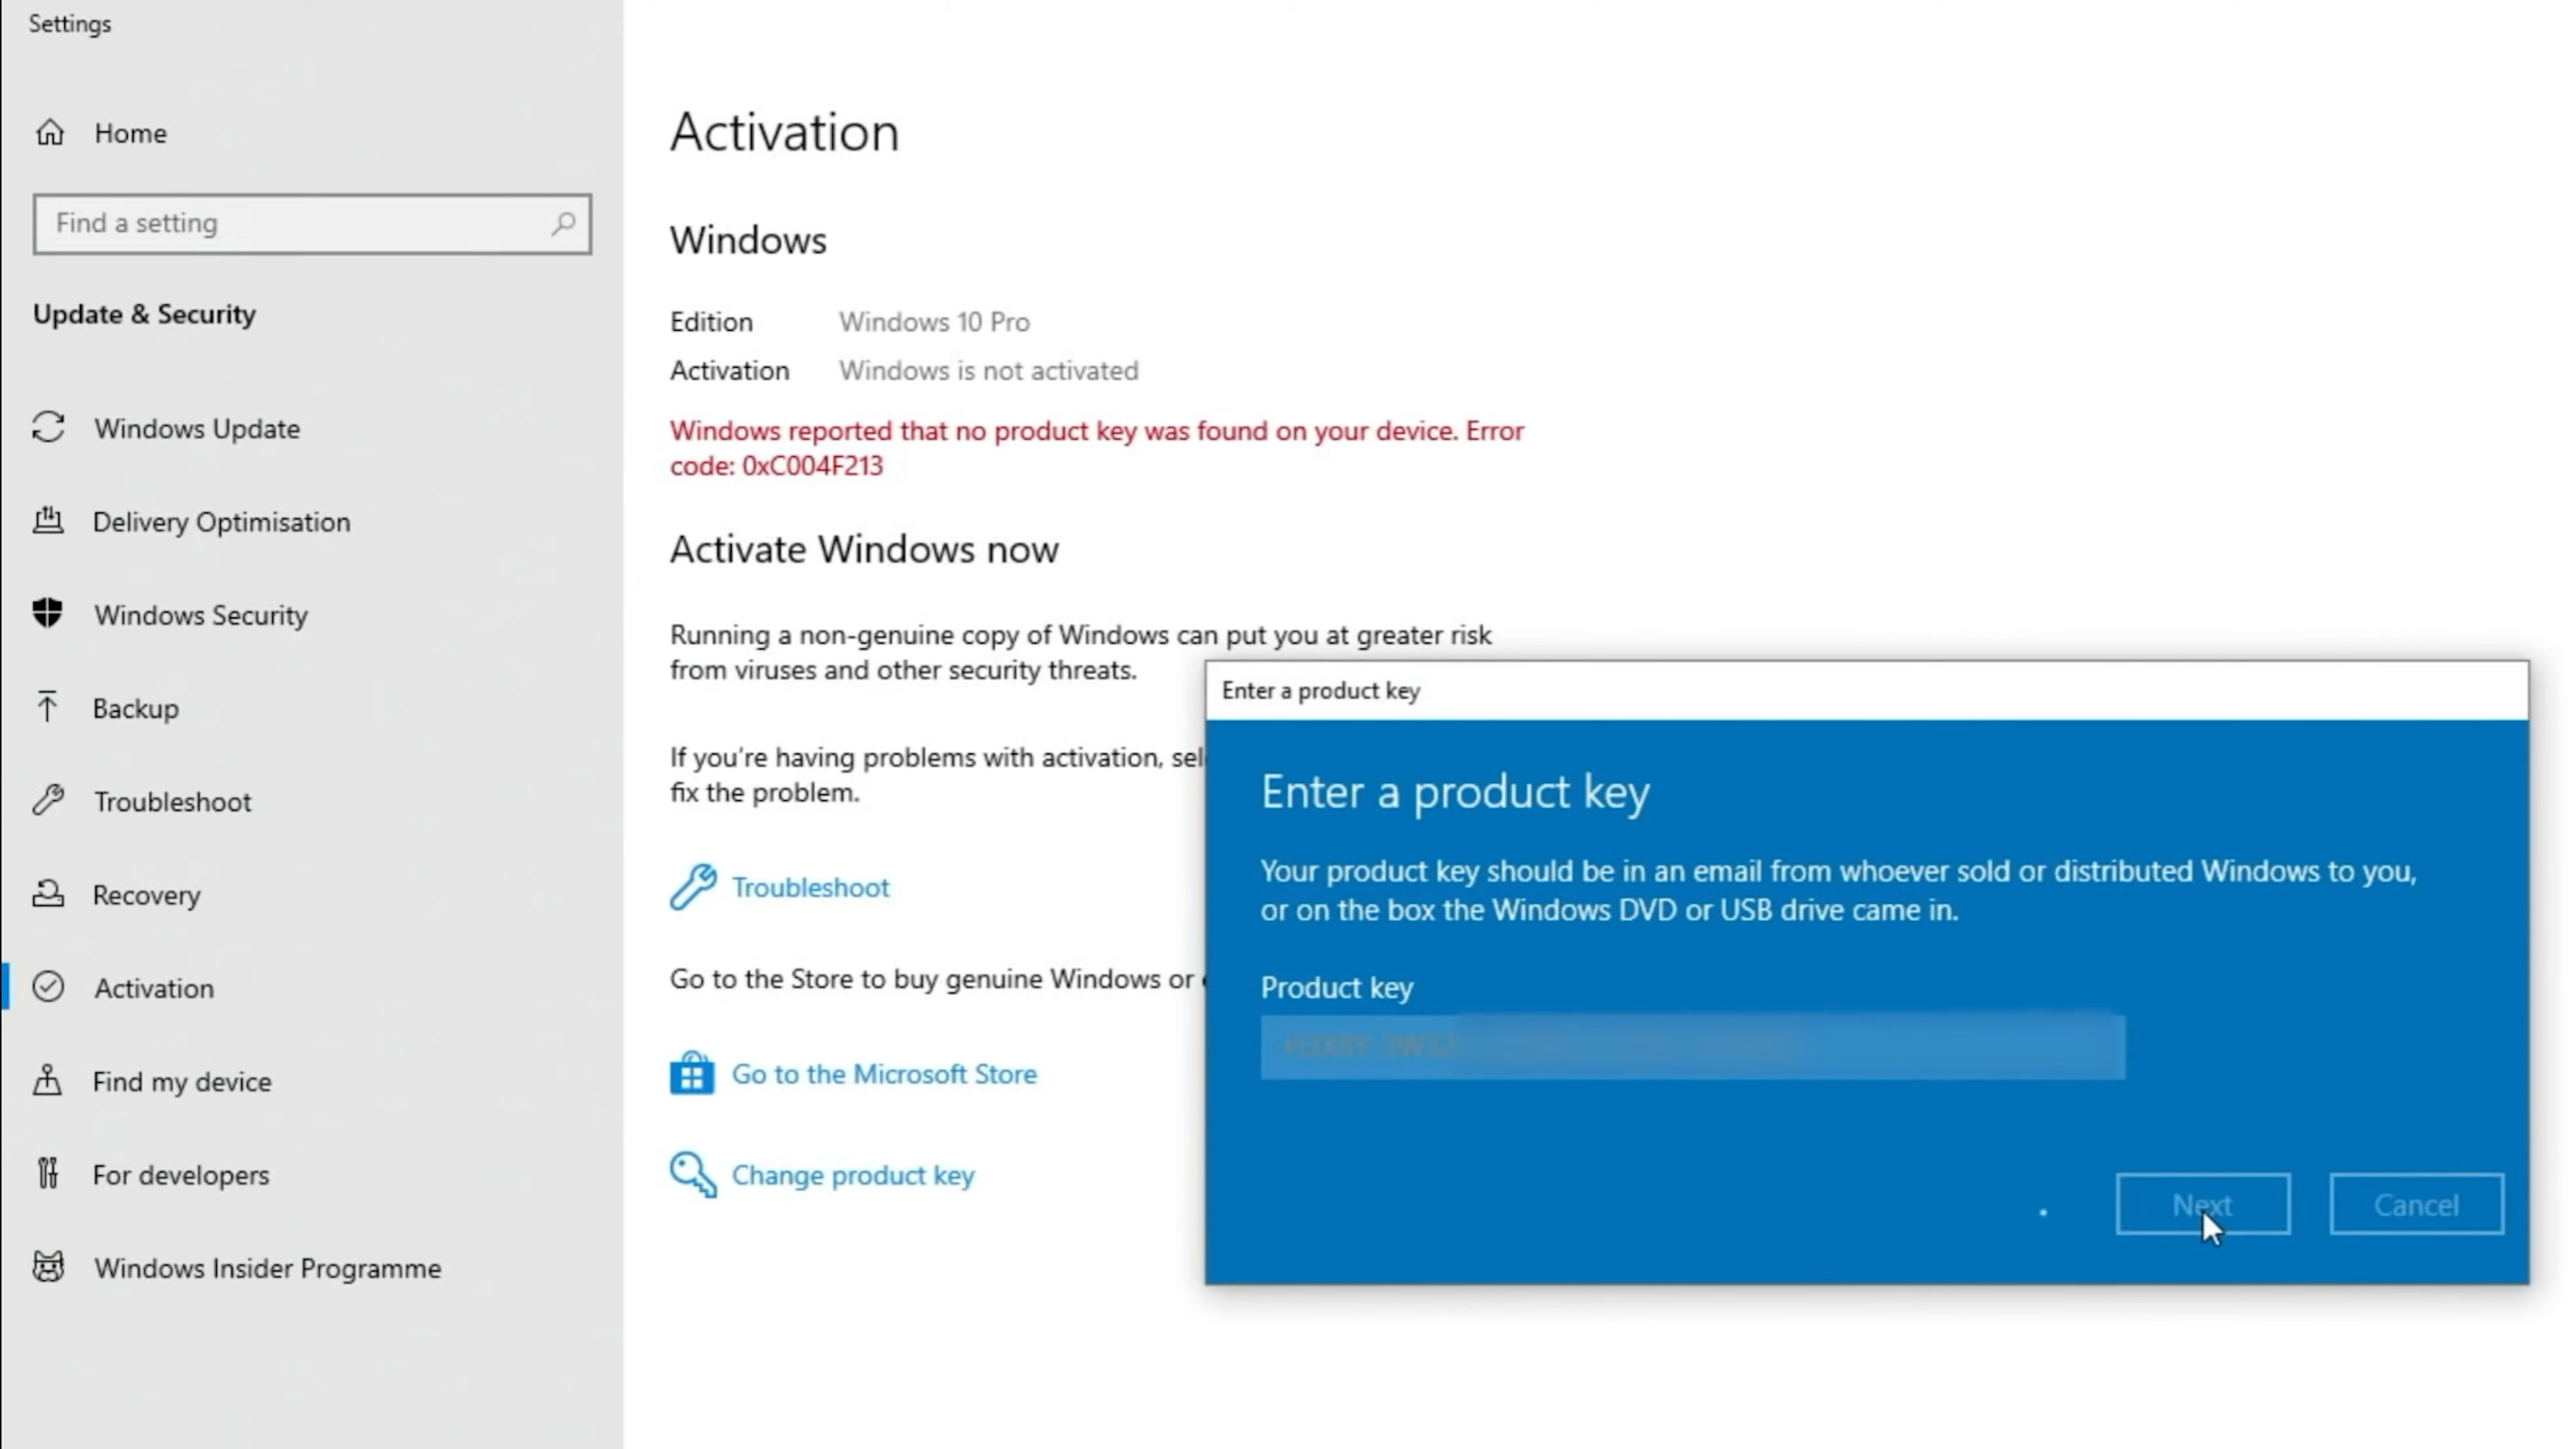 Settings
Home
Find a setting
Update & Security
Windows Update
Delivery Optimisation
Windows Security
Backup
Troubleshoot
Recovery
Activation
Find my device
For developers
Windows Insider Programme
Activation
Windows
Edition Windows 10 Pro
Activation Windows is not activated
Windows reported that no product key was found on your device. Error
code: 0xC004F213
Activate Windows now
Running a non-genuine copy of Windows can put you at greater risk
from viruses and other security threats.
If you're having problems with activation,
fix the problem.
Troubleshoot
Go to the Store to buy genuine Windows or
Go to the Microsoft Store
Change product key
Enter a product key
Enter a product key
Your product key should be in an email from whoever sold or distributed Windows to you,
or on the box the Windows DVD or USB drive came in.
Product key
Next
Cancel